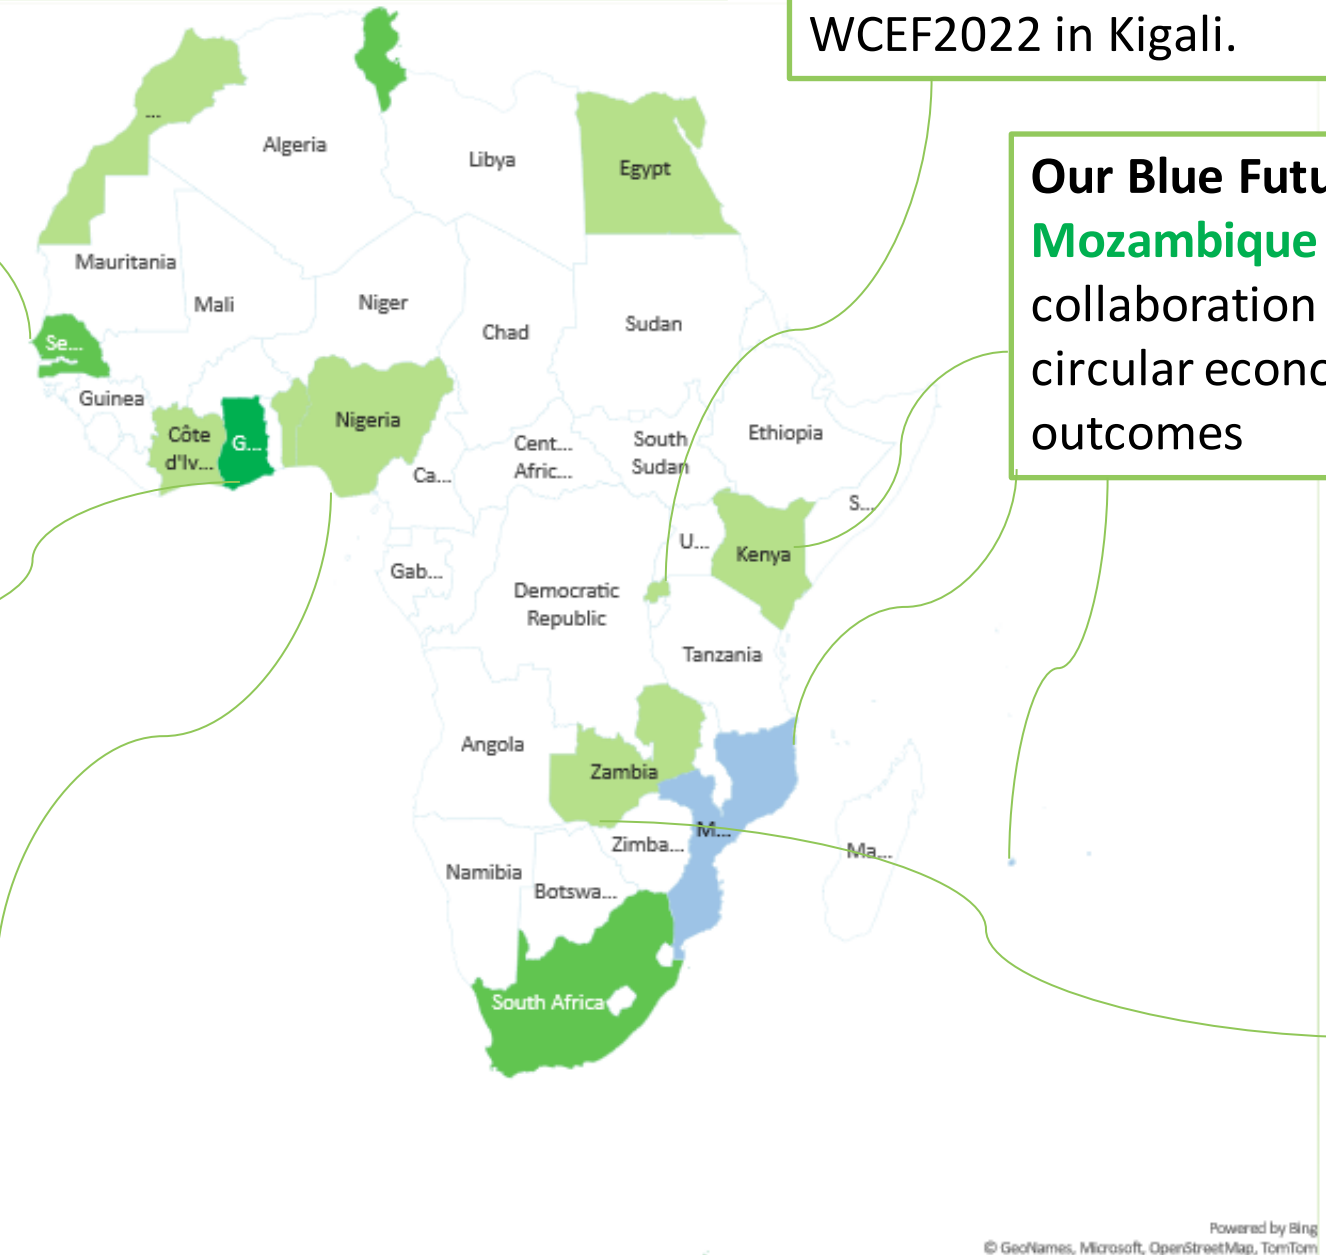 WCEF2022 in Kigali.
Our Blue Futu
Mozambique
collaboration
circular econo
outcomes
...
Algeria
Libya
Egypt
Mauritania
Mali
Niger
Chad
Sudan
Se...
Guinea
Côte
d'Iv...
G...
Nigeria
Ca...
Cent...
Afric...
South
Sudan
Ethiopia
S...
U...
Kenya
Gab...
Democratic
Republic
Tanzania
Angola
Zambia
M...
Zimba...
Ma...
Namibia
Botswa...
South Africa
Powered by Bing
© GeoNames, Microsoft, OpenStreetMap, TomTom